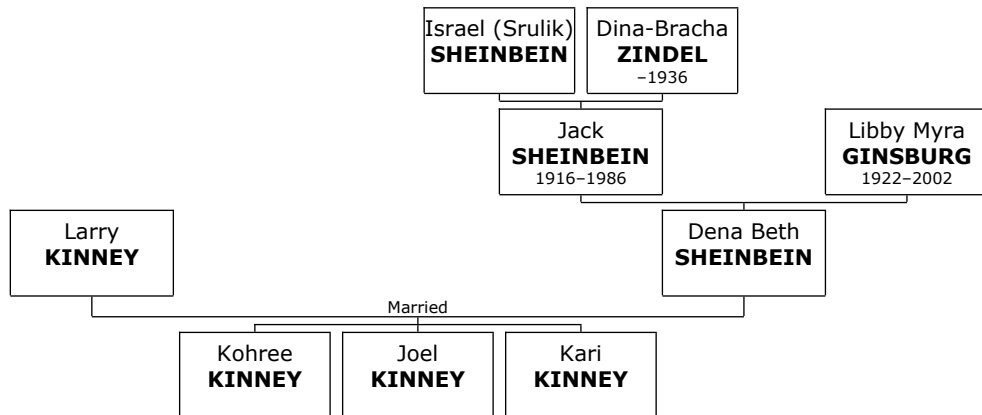 Israel (Srulik)
SHEINBEIN
Dina-Bracha
ZINDEL
–1936
Jack
SHEINBEIN
1916–1986
Libby Myra
GINSBURG
1922–2002
Larry
KINNEY
Dena Beth
SHEINBEIN
Married
Kohree
KINNEY
Joel
KINNEY
Kari
KINNEY